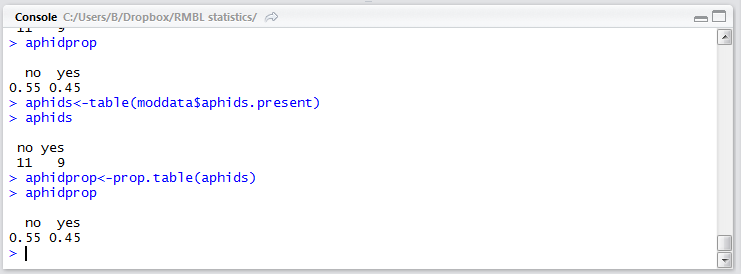 Console C:/Users/B/Dropbox/RMBL statistics/
11 9
> aphidprop
no yes
0.55 0.45
> aphids<-table(moddata$aphids.present)
> aphids
no yes
11 9
> aphidprop<-prop.table(aphids)
> aphidprop
no yes
0.55 0.45
>